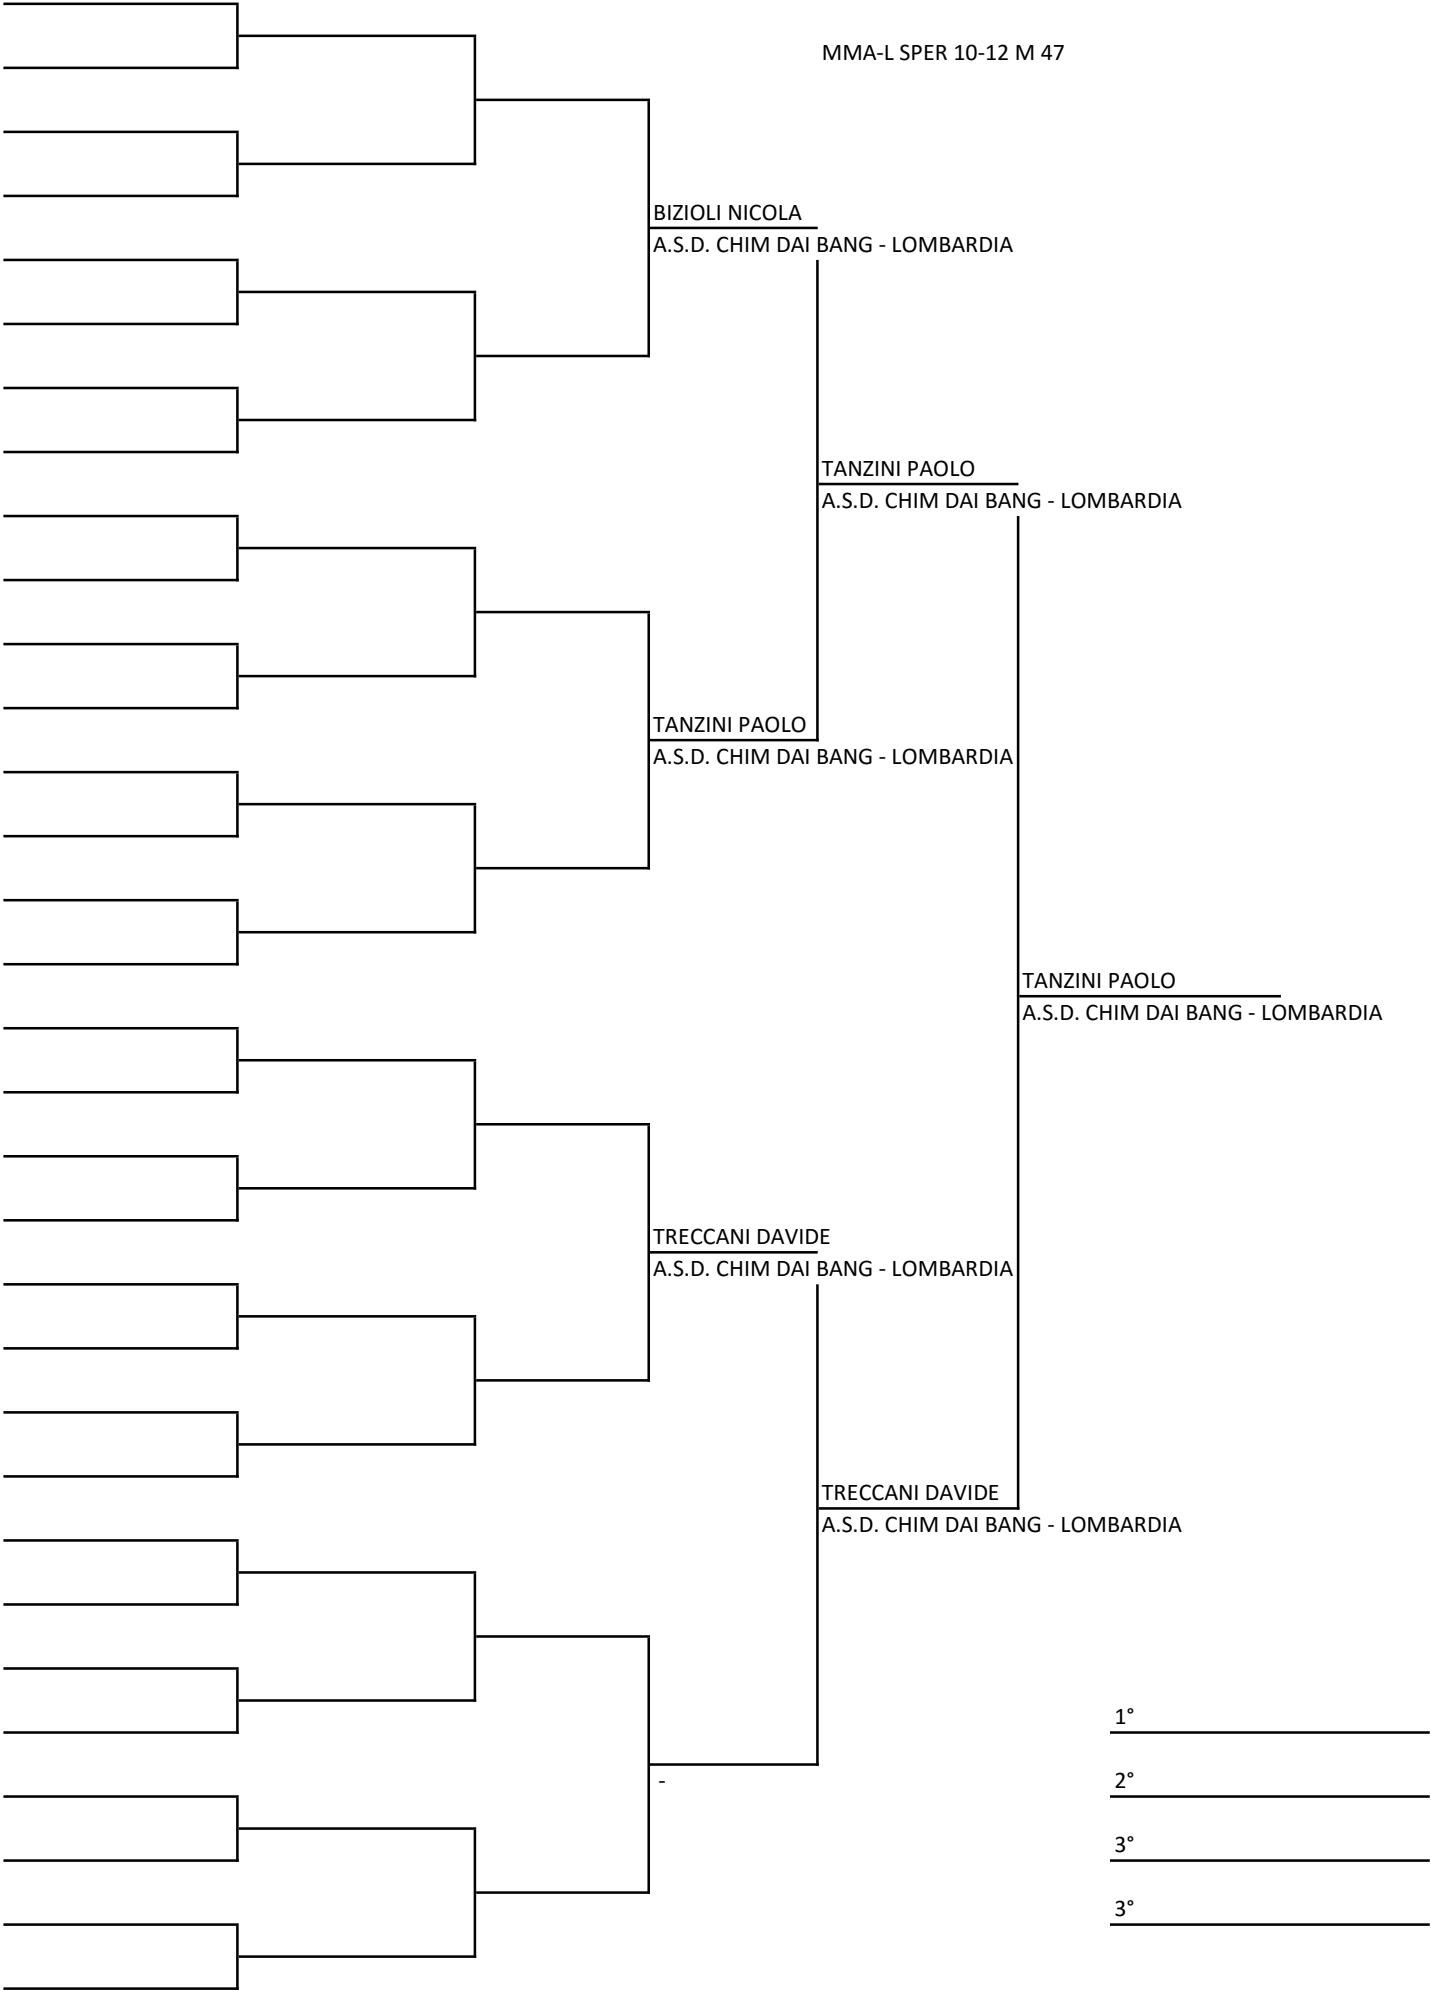 MMA-L SPER 10-12 M 47
BIZIOLI NICOLA
A.S.D. CHIM DAI BANG - LOMBARDIA
TANZINI PAOLO
A.S.D. CHIM DAI BANG - LOMBARDIA
TANZINI PAOLO
A.S.D. CHIM DAI BANG - LOMBARDIA
TANZINI PAOLO
A.S.D. CHIM DAI BANG - LOMBARDIA
TRECCANI DAVIDE
A.S.D. CHIM DAI BANG - LOMBARDIA
TRECCANI DAVIDE
A.S.D. CHIM DAI BANG - LOMBARDIA
1°
-
2°
3°
3°